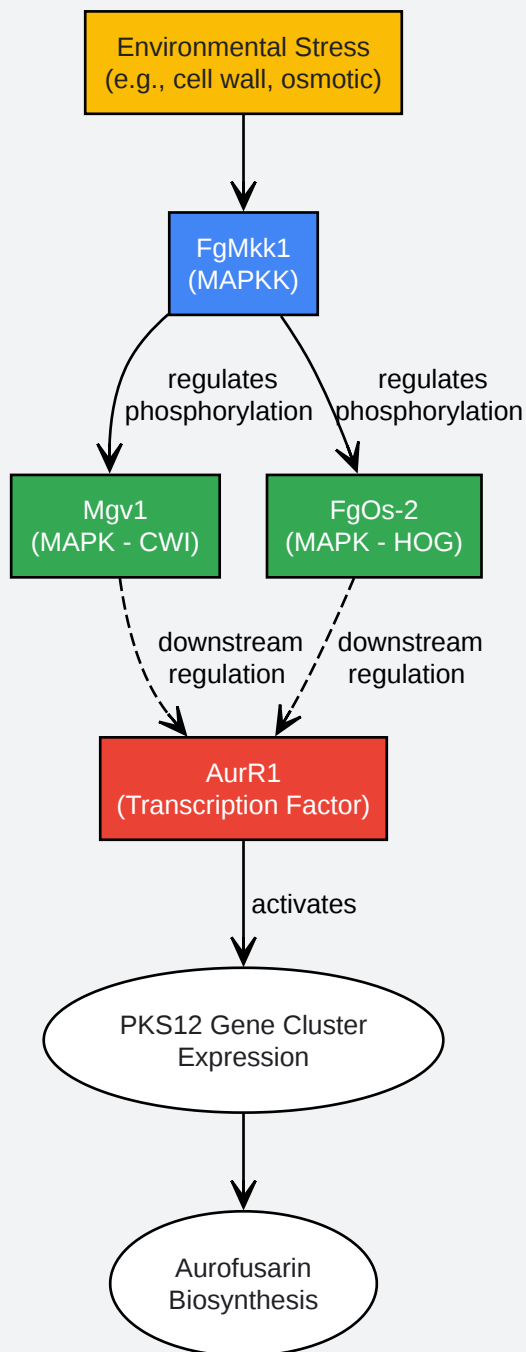 Environmental Stress
(e.g., cell wall, osmotic)
FgMkk1
(MAPKK)
regulates
phosphorylation
regulates
phosphorylation
Mgv1
(MAPK - CWI)
FgOs-2
(MAPK - HOG)
downstream
regulation
downstream
regulation
AurR1
(Transcription Factor)
activates
PKS12 Gene Cluster
Expression
Aurofusarin
Biosynthesis